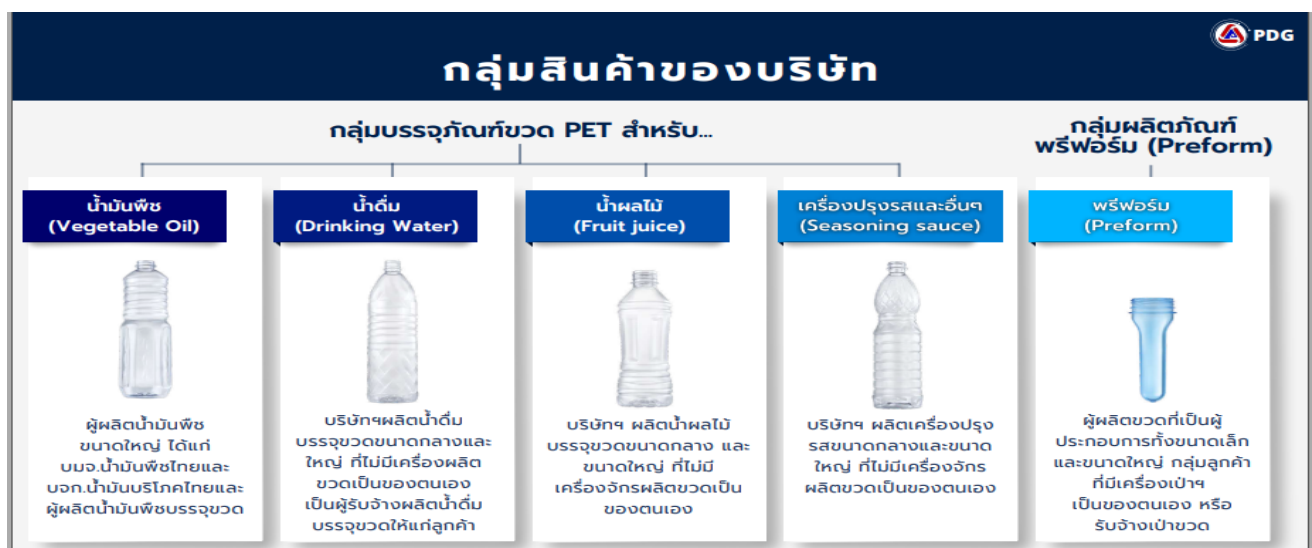 PDG
กลุ่มสินค้าของบริษัท
กลุ่มบรรจุภัณฑ์ขวด PET สำหรับ...
น้ำมันพืช
(Vegetable Oil)
ผู้ผลิตน้ำมันพืช
ขนาดใหญ่ ได้แก่
บมจ.น้ำมันพืชไทยและ
บจก.น้ำมันบริโภคไทยและ
ผู้ผลิตน้ำมันพืชบรรจุขวด
น้ำดื่ม
(Drinking Water)
บริษัทฯผลิตน้ำดื่ม
บรรจุขวดขนาดกลางและ
ใหญ่ ที่ไม่มีเครื่องผลิต
ขวดเป็นของตนเอง
เป็นผู้รับจ้างผลิตน้ำดื่ม
บรรจุขวดให้แก่ลูกค้า
น้ำผลไม้
(Fruit juice)
บริษัทฯ ผลิตน้ำผลไม้
บรรจุขวดขนาดกลาง และ
ขนาดใหญ่ ที่ไม่มี
เครื่องจักรผลิตขวดเป็น
ของตนเอง
เครื่องปรุงรสและอื่นๆ
(Seasoning sauce)
บริษัทฯ ผลิตเครื่องปรุง
รสขนาดกลางและขนาด
ใหญ่ ที่ไม่มีเครื่องจักร
ผลิตขวดเป็นของตนเอง
กลุ่มผลิตภัณฑ์
พรีฟอร์ม (Preform)
พรีฟอร์ม
(Preform)
ผู้ผลิตขวดที่เป็นผู้
ประกอบการทั้งขนาดเล็ก
และขนาดใหญ่ กลุ่มลูกค้า
ที่มีเครื่องเป่าฯ
เป็นของตนเอง หรือ
รับจ้างเป่าขวด